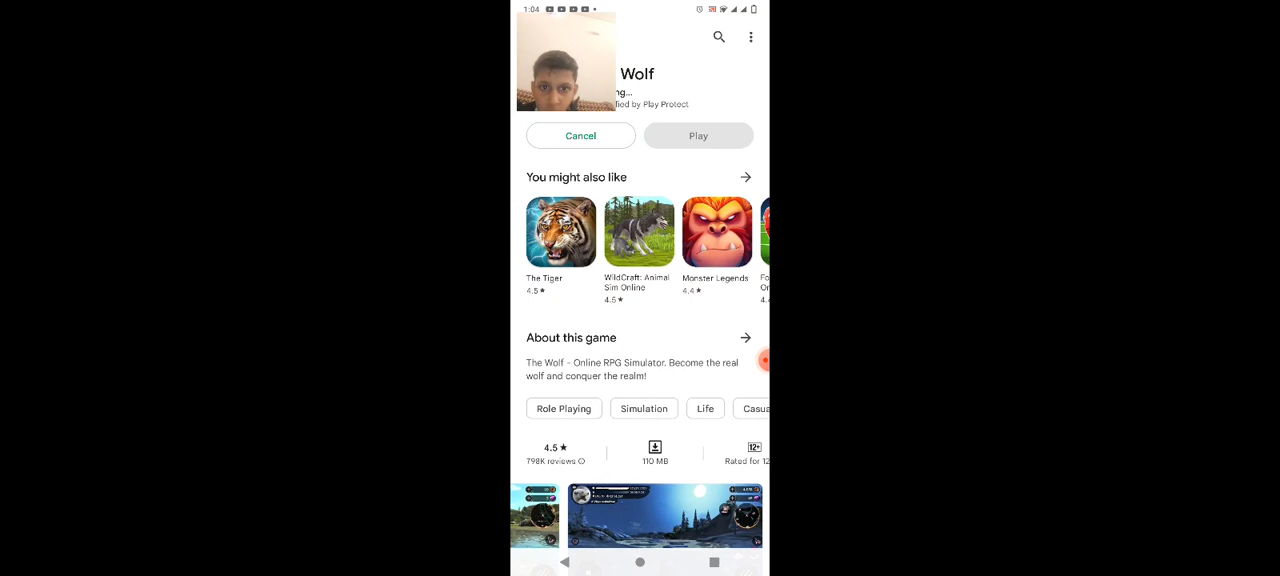 1:04
Wolf
ng...
fied by Play Protect
Cancel
Play
You might also like
The Tiger
4.5★
WildCraft: Animal
Sim Online
4.5★
Monster Legends
4.4★
Fo
On
4.
About this game
The Wolf - Online RPG Simulator. Become the real
wolf and conquer the realm!
Role Playing
Simulation
Life
Casua
4.5★
798K reviews
110 MB
12+
Rated for 12